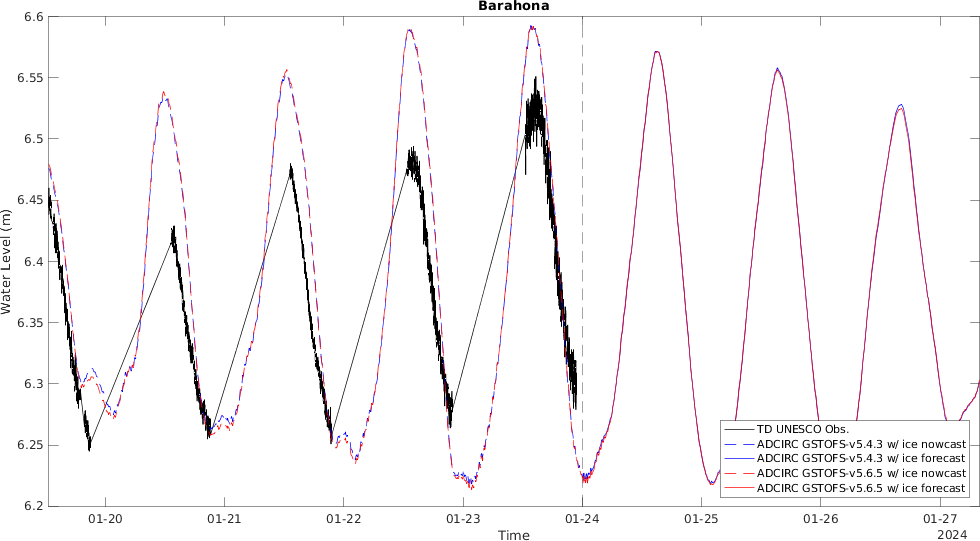 Barahona
6.6
6.55
6.5
6.45
6.4
6.35
6.3
6.25
6.2
Water Level (m)
01-20
01-21
01-22
01-23
01-24
01-25
01-26
01-27
Time
2024
TD UNESCO Obs.
ADCIRC GSTOFS-v5.4.3 w/ ice nowcast
ADCIRC GSTOFS-v5.4.3 w/ ice forecast
ADCIRC GSTOFS-v5.6.5 w/ ice nowcast
ADCIRC GSTOFS-v5.6.5 w/ ice forecast